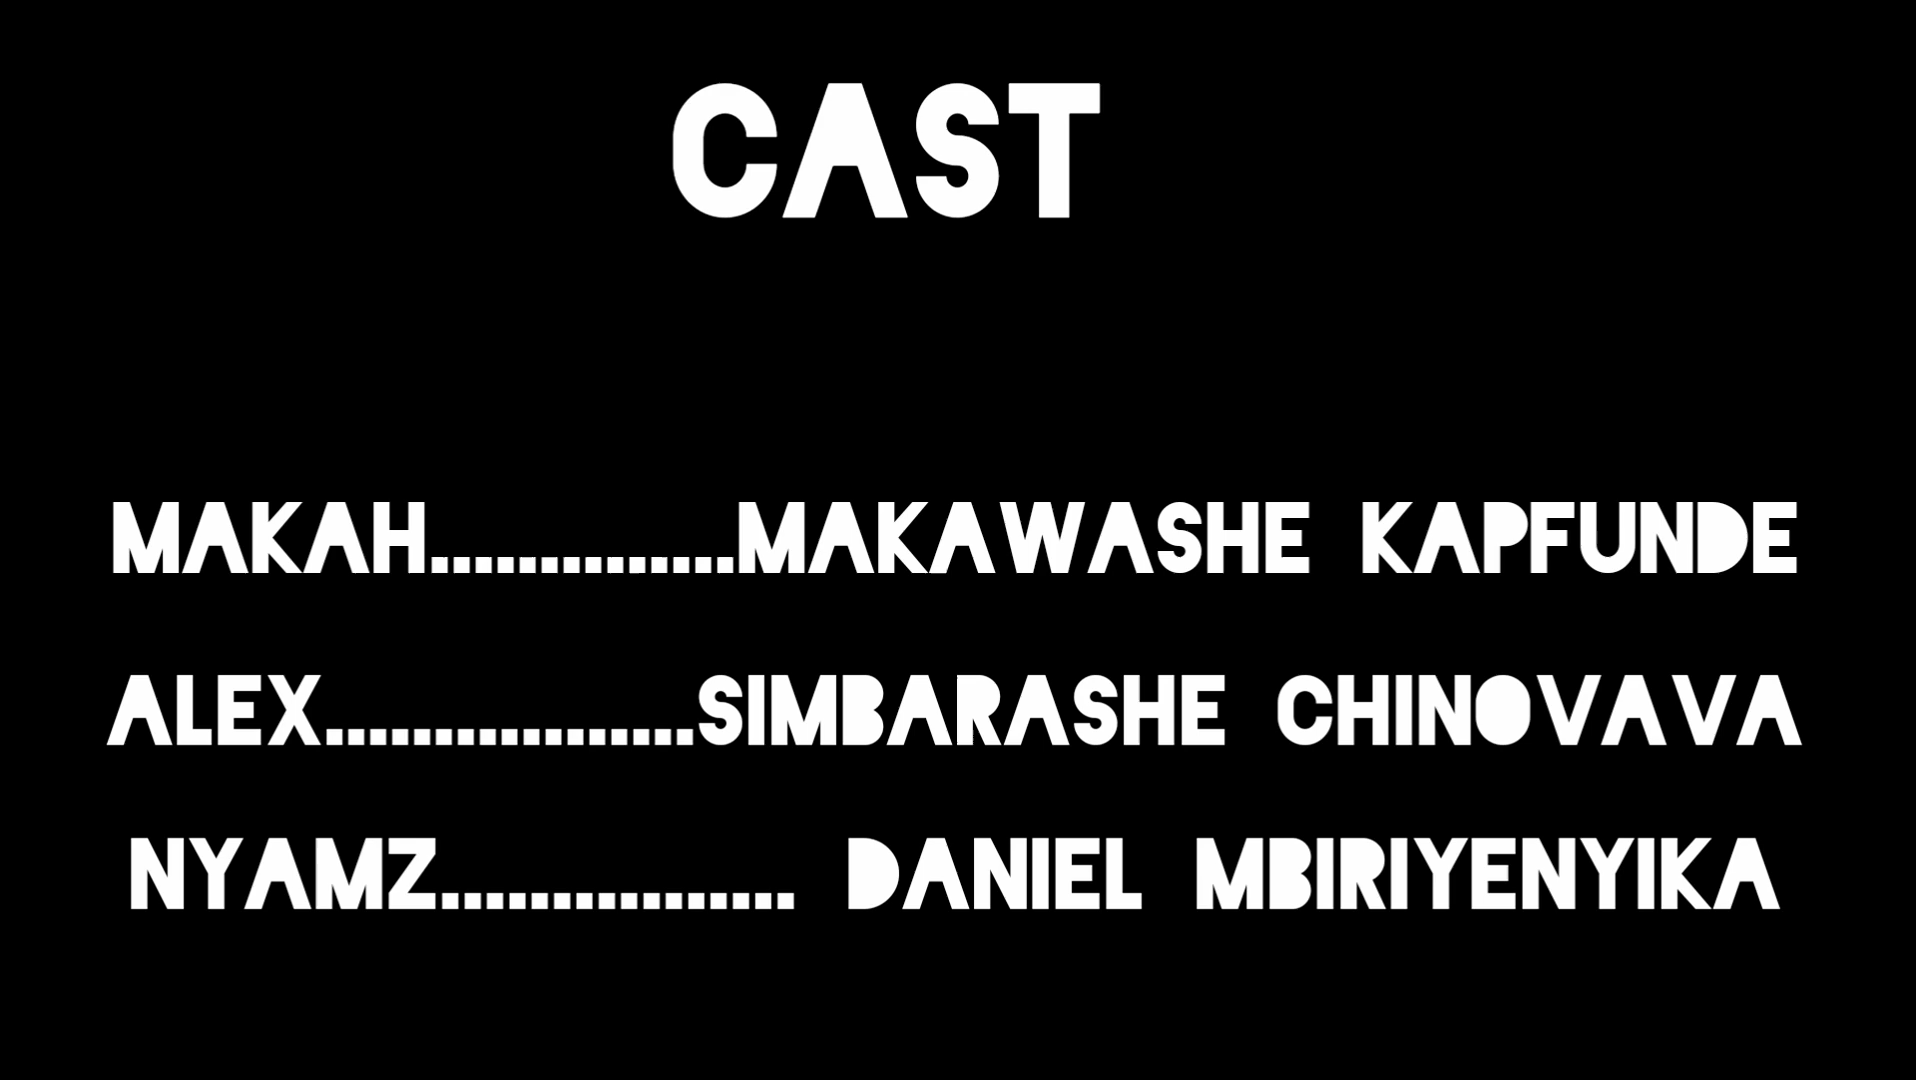 CAST
MAKAH..............MAKAWASHE KAPFUNDE
ALEX.................SIMBARASHE CHINOVAVA
NYAMZ................ DANIEL MBIRIYENYIKA